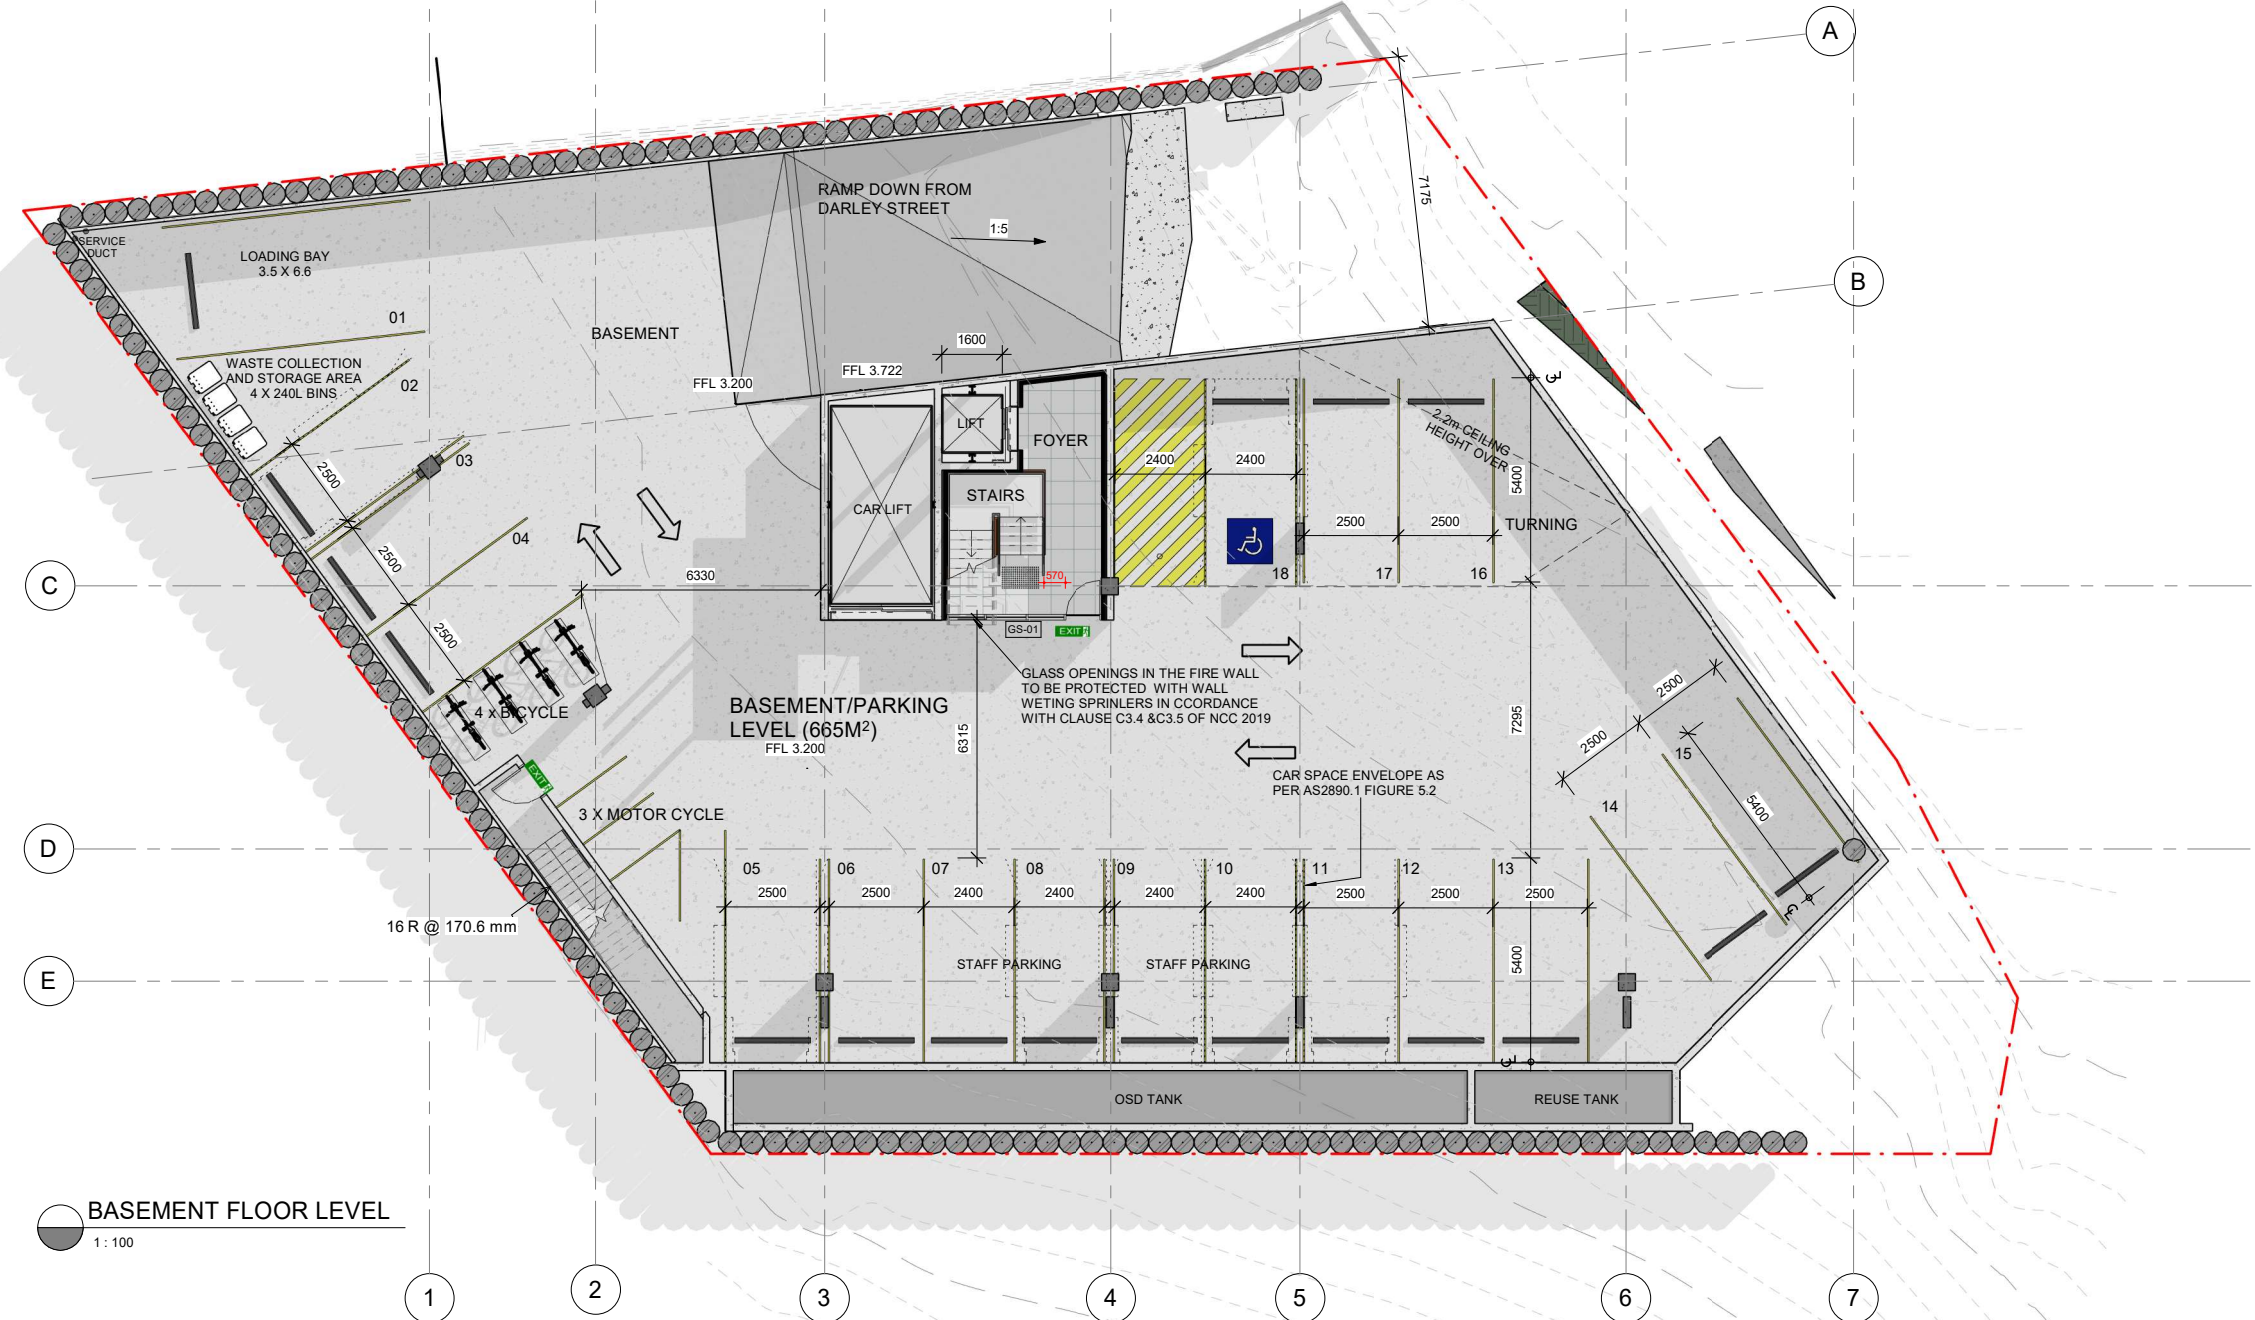 A
RAMP DOWN FROM
DARLEY STREET
1:5
7175
SERVICE
DUCT
LOADING BAY
3.5 X 6.6
B
01
BASEMENT
1600
WASTE COLLECTION
AND STORAGE AREA
4 X 240L BINS
02
FFL 3.200
FFL 3.722
LIFT
FOYER
2.2m CEILING
HEIGHT OVER
03
2500
2400
2400
5400
STAIRS
CAR LIFT
04
2500
2500
2500
TURNING
C
6330
570
18
17
16
2500
GS-01
EXIT
GLASS OPENINGS IN THE FIRE WALL
TO BE PROTECTED WITH WALL
WETING SPRINLERS IN CCORDANCE
WITH CLAUSE C3.4 &C3.5 OF NCC 2019
2500
4 x BICYCLE
BASEMENT/PARKING
LEVEL (665M²)
FFL 3.200
6315
7295
2500
15
EXIT
CAR SPACE ENVELOPE AS
PER AS2890.1 FIGURE 5.2
5400
14
3 X MOTOR CYCLE
D
05
06
07
08
09
10
11
12
13
2500
2500
2400
2400
2400
2400
2500
2500
2500
16 R @ 170.6 mm
STAFF PARKING
STAFF PARKING
5400
E
OSD TANK
REUSE TANK
BASEMENT FLOOR LEVEL
1 : 100
1
2
3
4
5
6
7